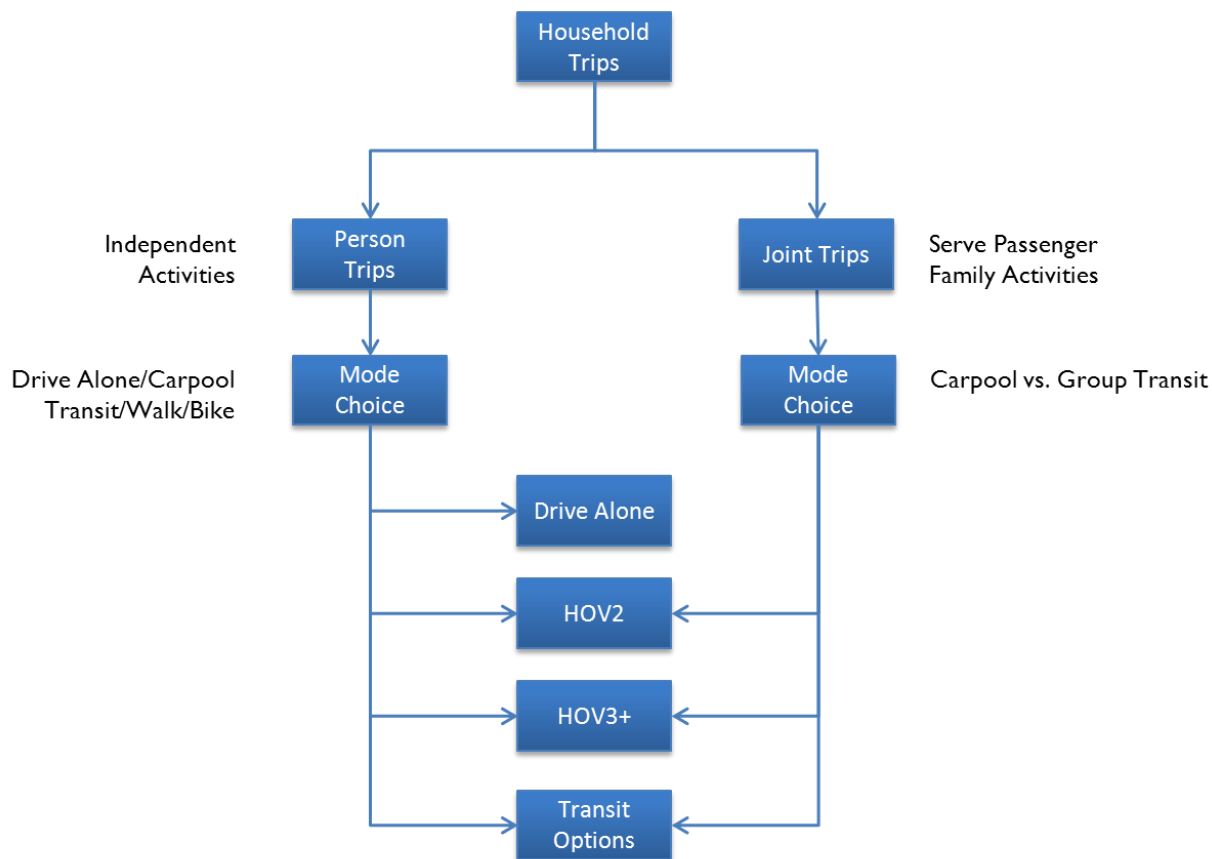 Household
Trips
Independent
Activities
Person
Trips
Joint Trips
Serve Passenger
Family Activities
Drive Alone/Carpool
Transit/Walk/Bike
Mode
Choice
Mode
Choice
Carpool vs. Group Transit
Drive Alone
HOV2
HOV3+
Transit
Options